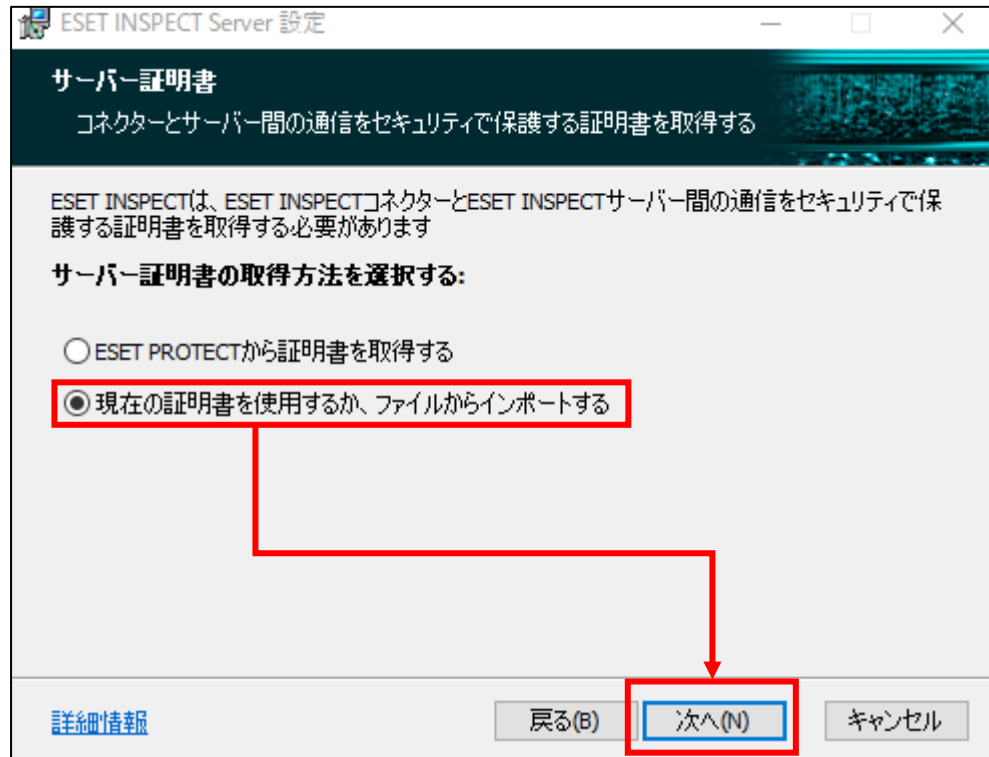 ESET INSPECT Server 設定
サーバー証明書
コネクターとサーバー間の通信をセキュリティで保護する証明書を取得する
ESET INSPECTは、ESET INSPECTコネクターとESET INSPECTサーバー間の通信をセキュリティで保
護する証明書を取得する必要があります
サーバー証明書の取得方法を選択する:
ESET PROTECTから証明書を取得する
現在の証明書を使用するか、ファイルからインポートする
詳細情報
戻る(B)
次へ(N)
キャンセル